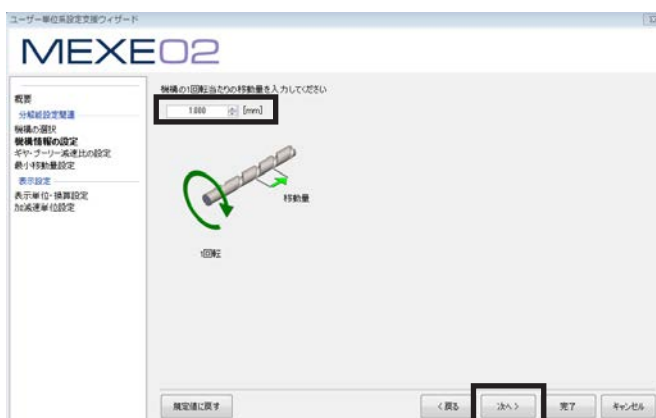 ユーザー単位系設定支援ウィザード
MEXE02
概要
分解能設定関連
機構の選択
機構情報の設定
ギヤ・プーリー減速比の設定
最小移動量設定
表示設定
表示単位・換算設定
加減速単位設定
機構の1回転当たりの移動量を入力してください
1.000 [mm]
移動量
1回転
規定値に戻す
< 戻る
次へ >
完了
キャンセル